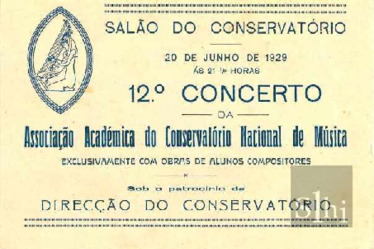 SALÃO DO CONSERVATÓRIO
20 DE JUNHO DE 1929
ÁS 21 ½ HORAS
12.º CONCERTO
DA
Associação Académica do Conservatório Nacional de Música
EXCLUSIVAMENTE COM OBRAS DE ALUNOS COMPOSITORES
Sob o patrocínio da
DIRECÇÃO DO CONSERVATÓRIO